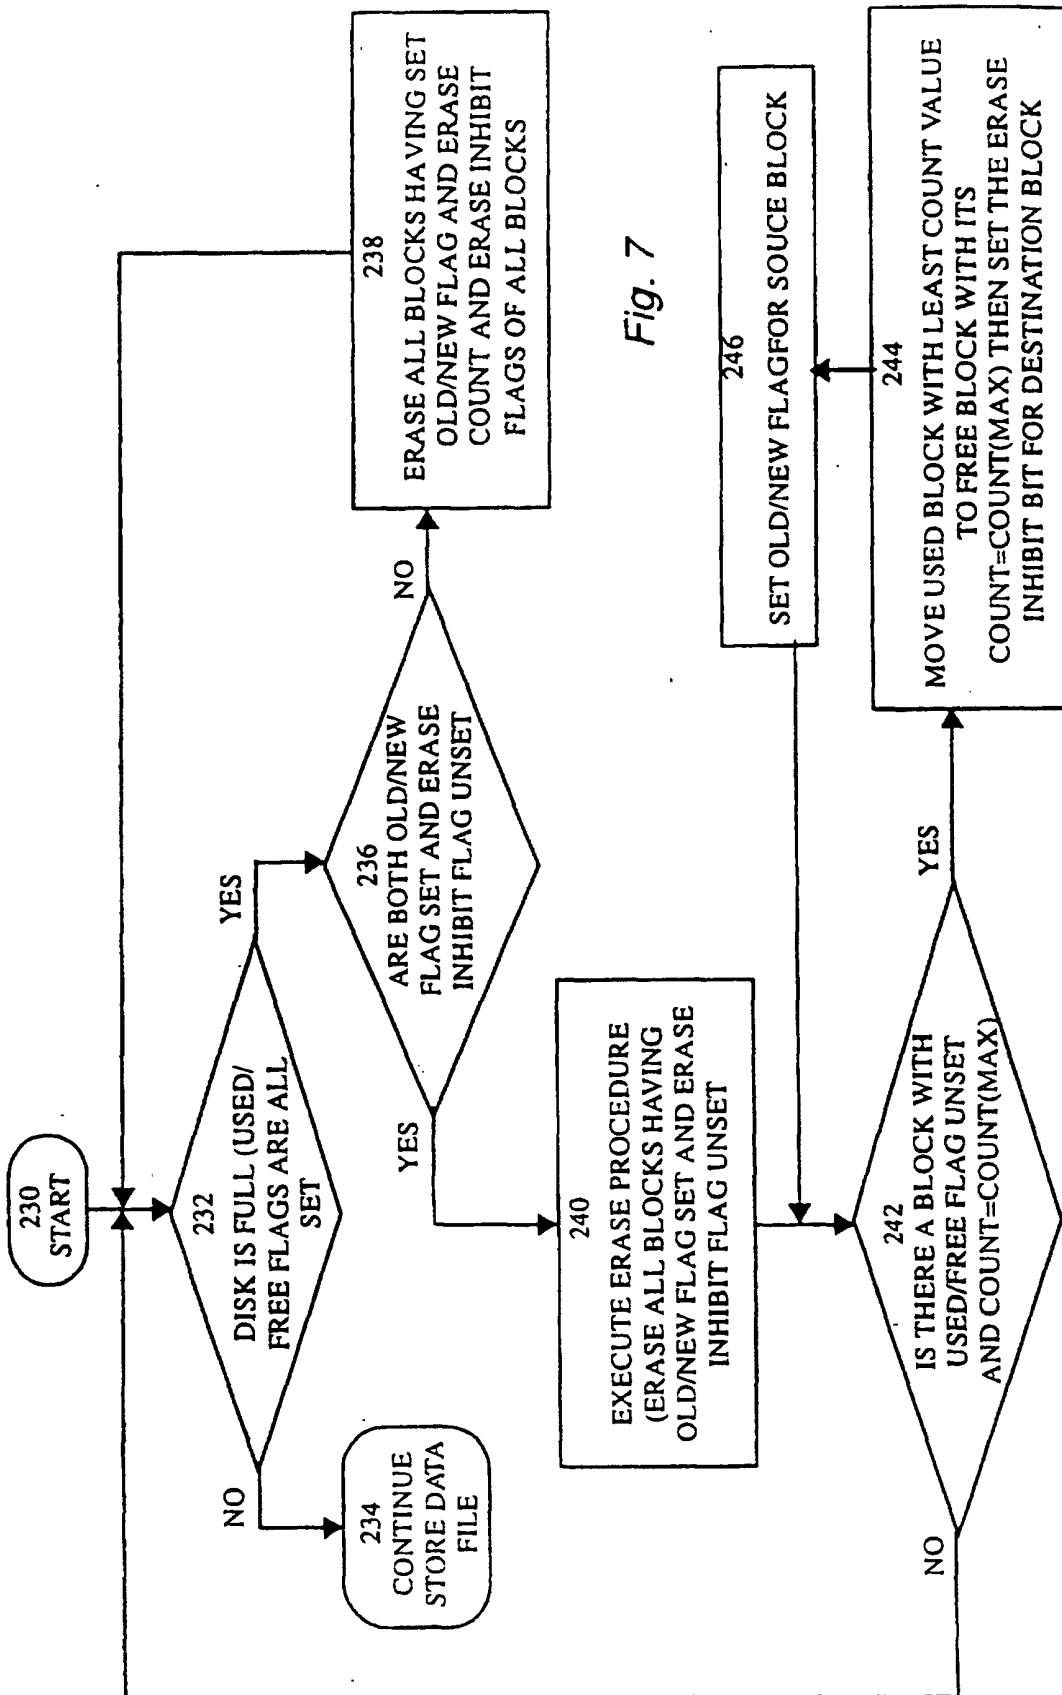 230
START
232
DISK IS FULL (USED/
FREE FLAGS ARE ALL
SET
NO
YES
234
CONTINUE
STORE DATA
FILE
236
ARE BOTH OLD/NEW
FLAG SET AND ERASE
INHIBIT FLAG UNSET
YES
NO
238
ERASE ALL BLOCKS HAVING SET
OLD/NEW FLAG AND ERASE
COUNT AND ERASE INHIBIT
FLAGS OF ALL BLOCKS
240
EXECUTE ERASE PROCEDURE
(ERASE ALL BLOCKS HAVING
OLD/NEW FLAG SET AND ERASE
INHIBIT FLAG UNSET
242
IS THERE A BLOCK WITH
USED/FREE FLAG UNSET
AND COUNT=COUNT(MAX)
NO
YES
244
MOVE USED BLOCK WITH LEAST COUNT VALUE
TO FREE BLOCK WITH ITS
COUNT=COUNT(MAX) THEN SET THE ERASE
INHIBIT BIT FOR DESTINATION BLOCK
246
SET OLD/NEW FLAGFOR SOUCE BLOCK
Fig. 7